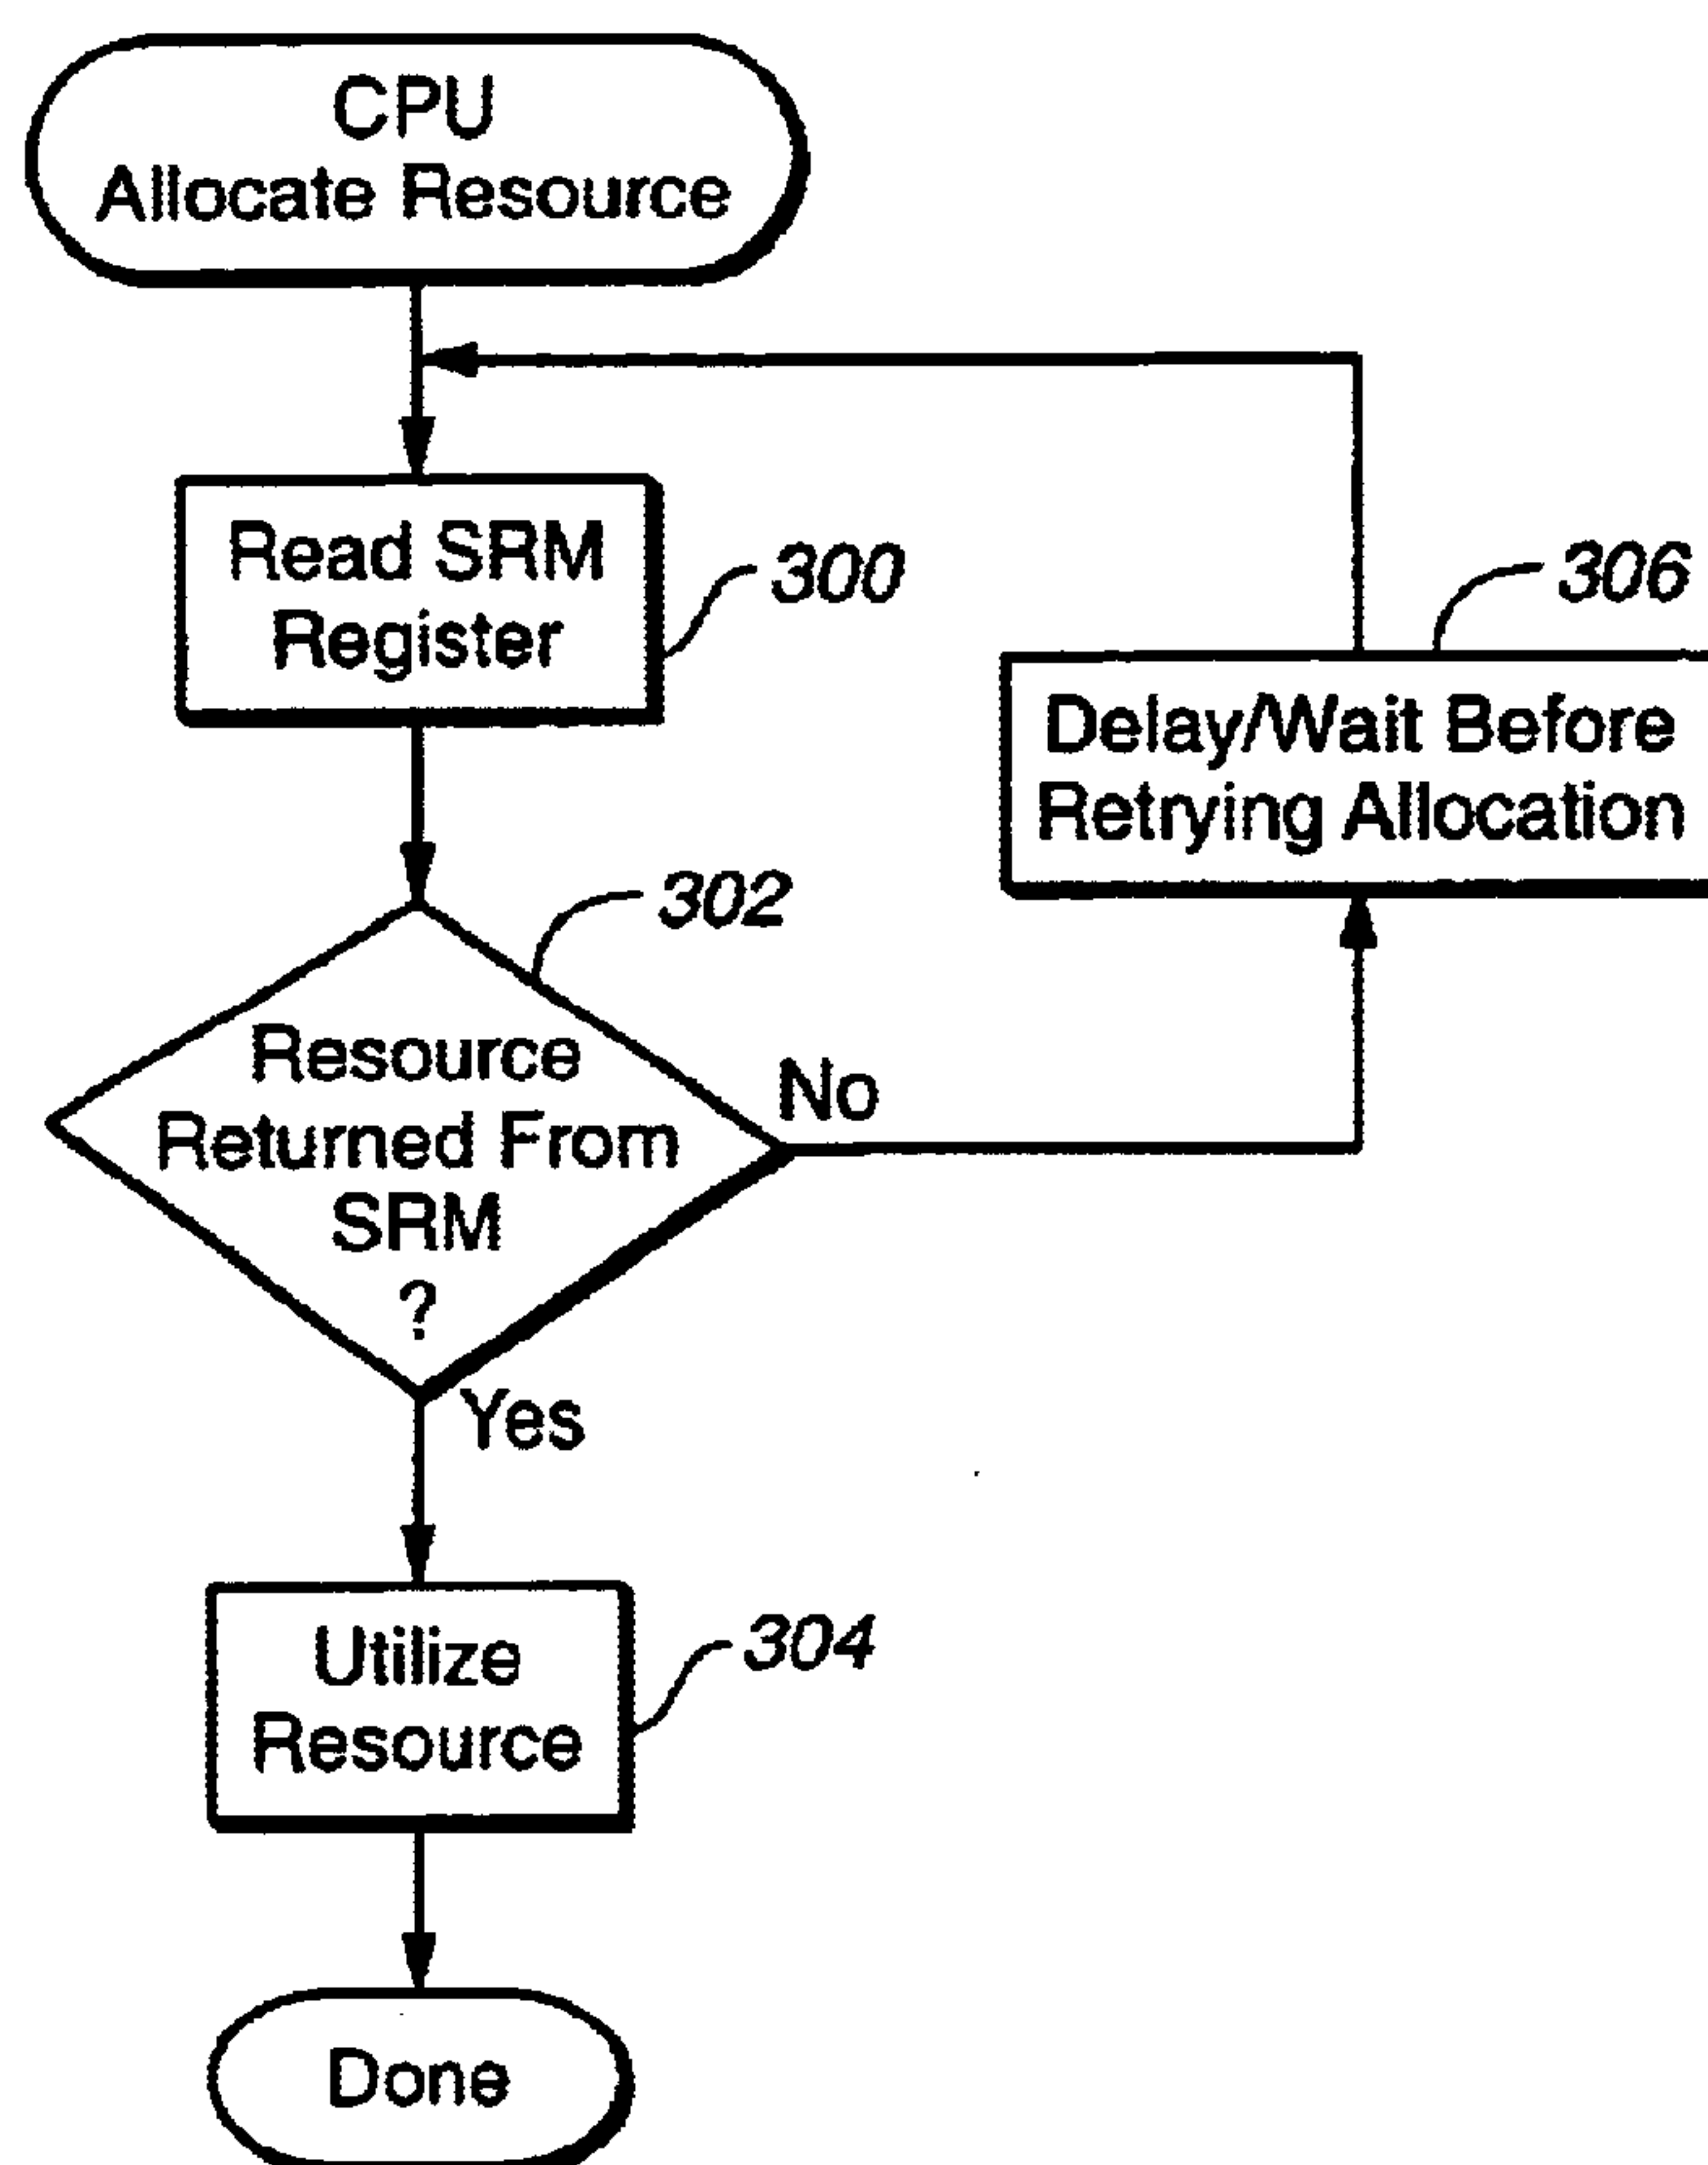 CPU
Allocate Resource
Read SRM
Register
300
306
Delay/Wait Before
Retrying Allocation
302
Resource
Returned From
SRM
?
No
Yes
Utilize
Resource
304
Done